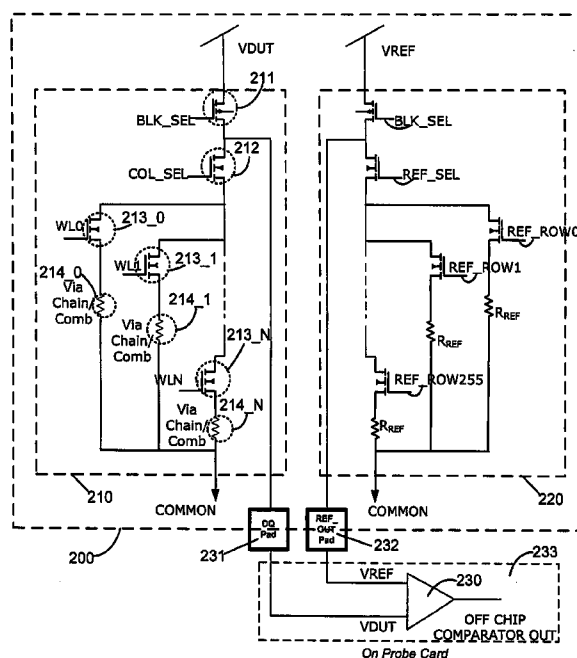 VDUT
VREF
211
BLK_SEL
BLK_SEL
212
COL_SEL
REF_SEL
WL0
213_0
REF_ROW0
WL1
213_1
REF_ROW1
214_0
Via
Chain/
Comb
214_1
Via
Chain/
Comb
RREF
RREF
213_N
WLN
REF_ROW255
Via
Chain/
Comb
214_N
RREF
210
220
COMMON
COMMON
200
DQ
Pad
231
REF_
OUT
Pad
232
233
VREF
230
VDUT
OFF CHIP
COMPARATOR OUT
On Probe Card